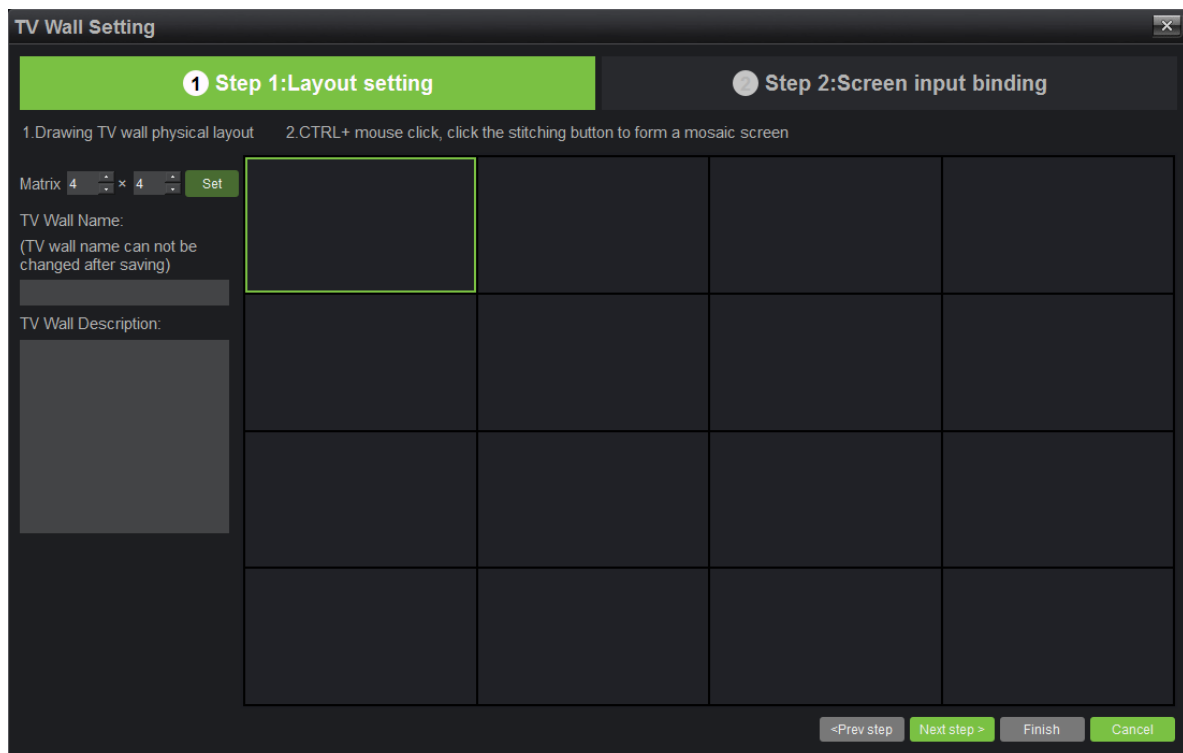 TV Wall Setting
1 Step 1:Layout setting
2 Step 2:Screen input binding
1.Drawing TV wall physical layout 2.CTRL+ mouse click, click the stitching button to form a mosaic screen
Matrix 4 × 4 Set
TV Wall Name:
(TV wall name can not be
changed after saving)
TV Wall Description:
<Prev step Next step > Finish Cancel